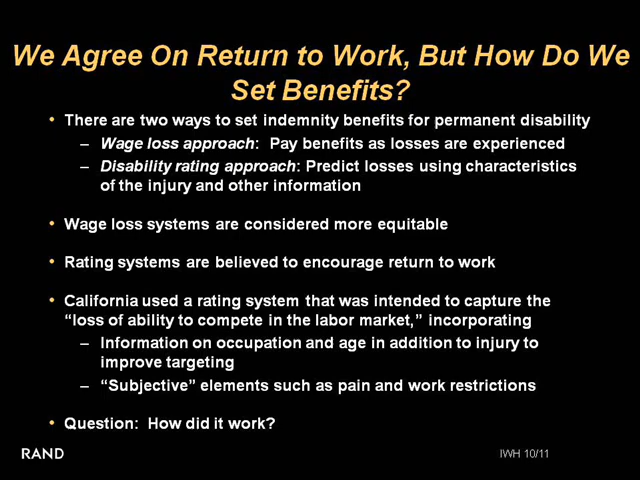 We Agree On Return to Work, But How Do We
Set Benefits?
• There are two ways to set indemnity benefits for permanent disability
– Wage loss approach: Pay benefits as losses are experienced
– Disability rating approach: Predict losses using characteristics
of the injury and other information
• Wage loss systems are considered more equitable
• Rating systems are believed to encourage return to work
• California used a rating system that was intended to capture the
“loss of ability to compete in the labor market,” incorporating
– Information on occupation and age in addition to injury to
improve targeting
– “Subjective” elements such as pain and work restrictions
• Question: How did it work?
RAND
IWH 10/11